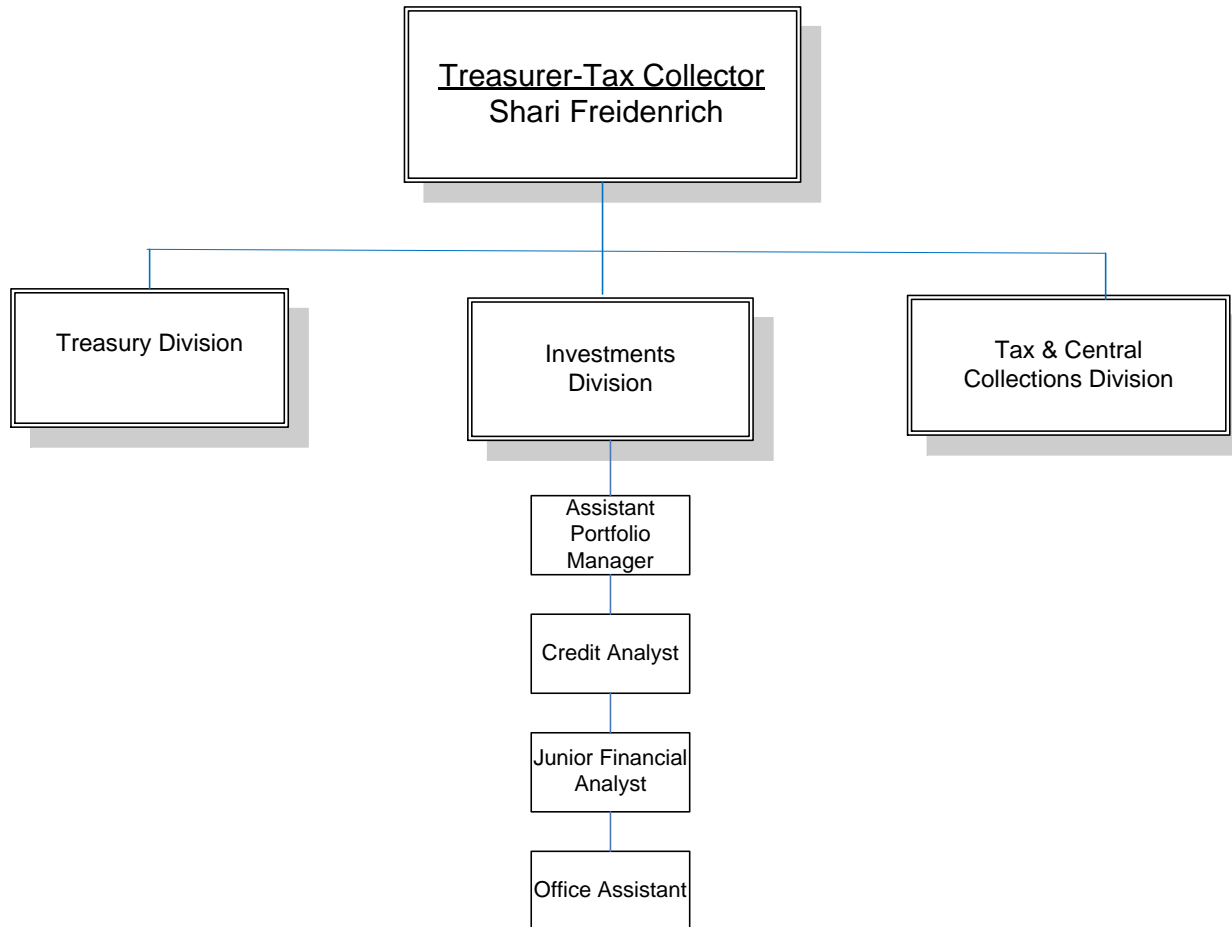 Treasurer-Tax Collector
Shari Freidenrich
Treasury Division
Investments
Division
Tax & Central
Collections Division
Assistant
Portfolio
Manager
Credit Analyst
Junior Financial
Analyst
Office Assistant